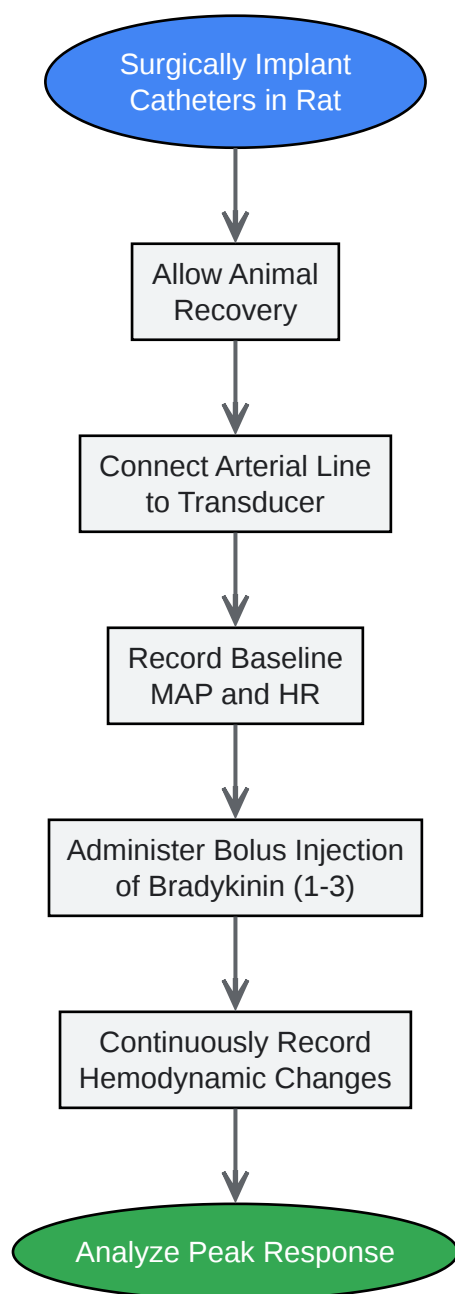 Surgically Implant
Catheters in Rat
Allow Animal
Recovery
Connect Arterial Line
to Transducer
Record Baseline
MAP and HR
Administer Bolus Injection
of Bradykinin (1-3)
Continuously Record
Hemodynamic Changes
Analyze Peak Response